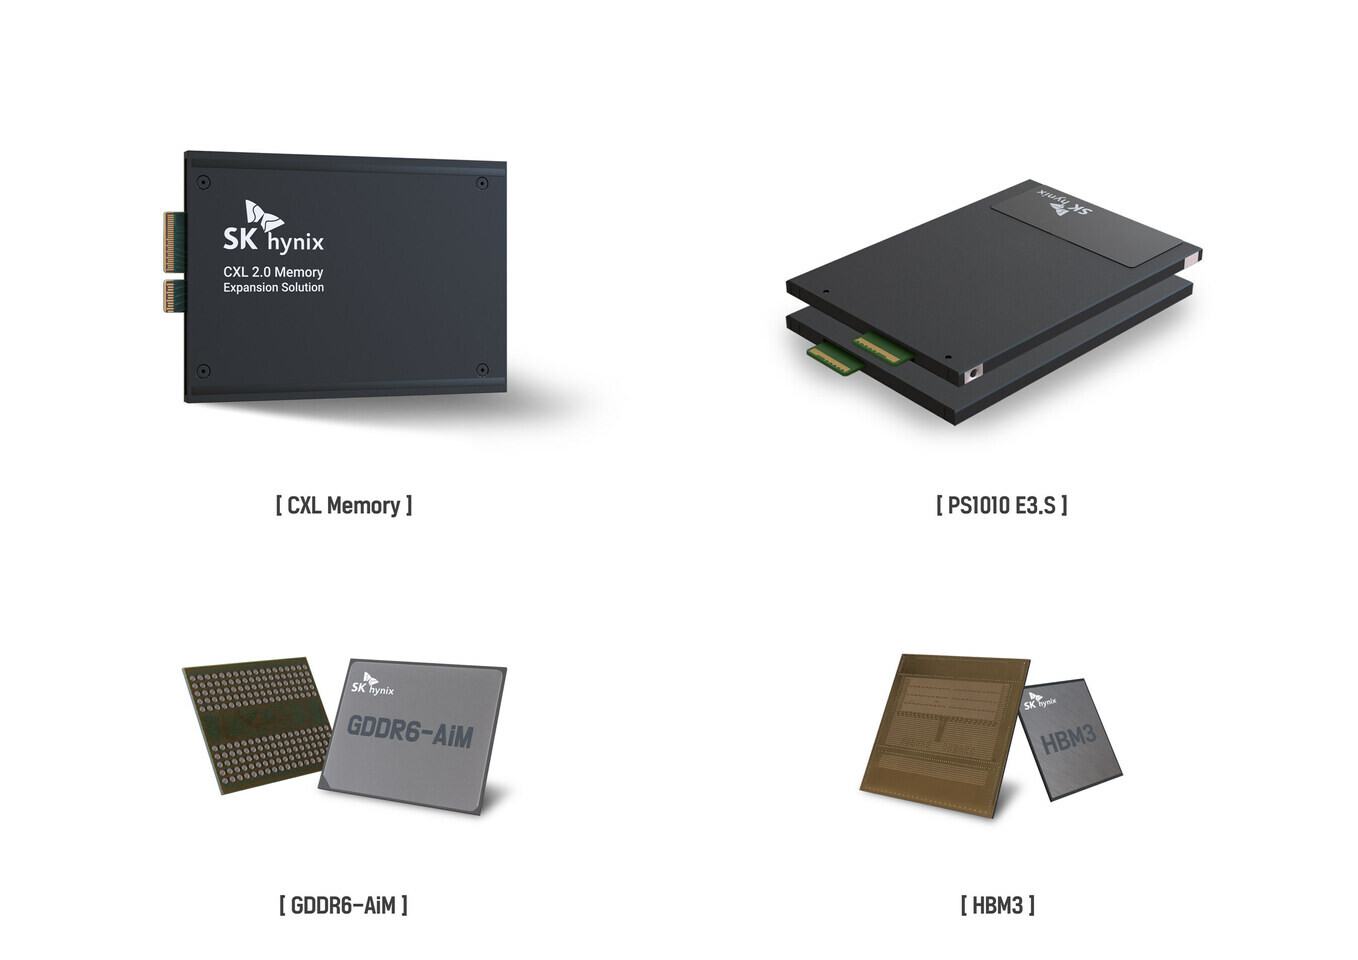 SK hynix
CXL 2.0 Memory
Expansion Solution
SK hynix
[ CXL Memory ]
[ PS1010 E3.S ]
SK hynix
GDDR6-AiM
SK hynix
HBM3
[ GDDR6-AiM ]
[ HBM3 ]